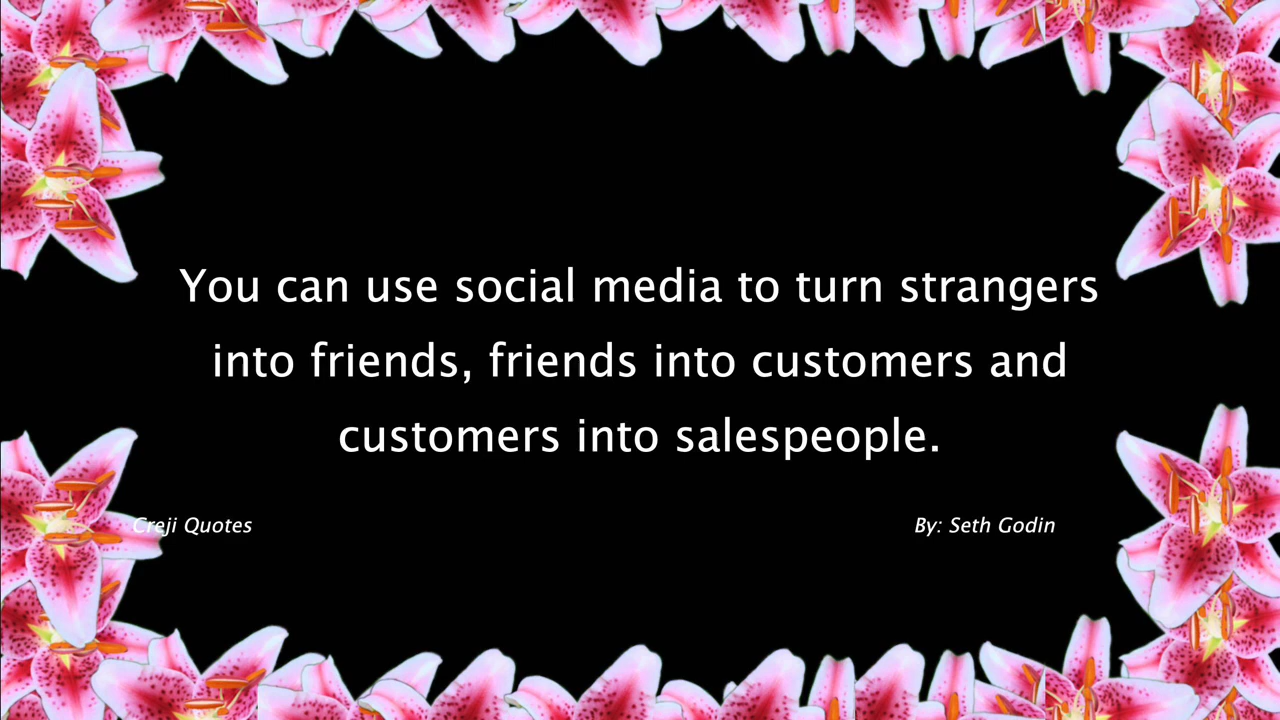 You can use social media to turn strangers
into friends, friends into customers and
customers into salespeople.
Creji Quotes
By: Seth Godin